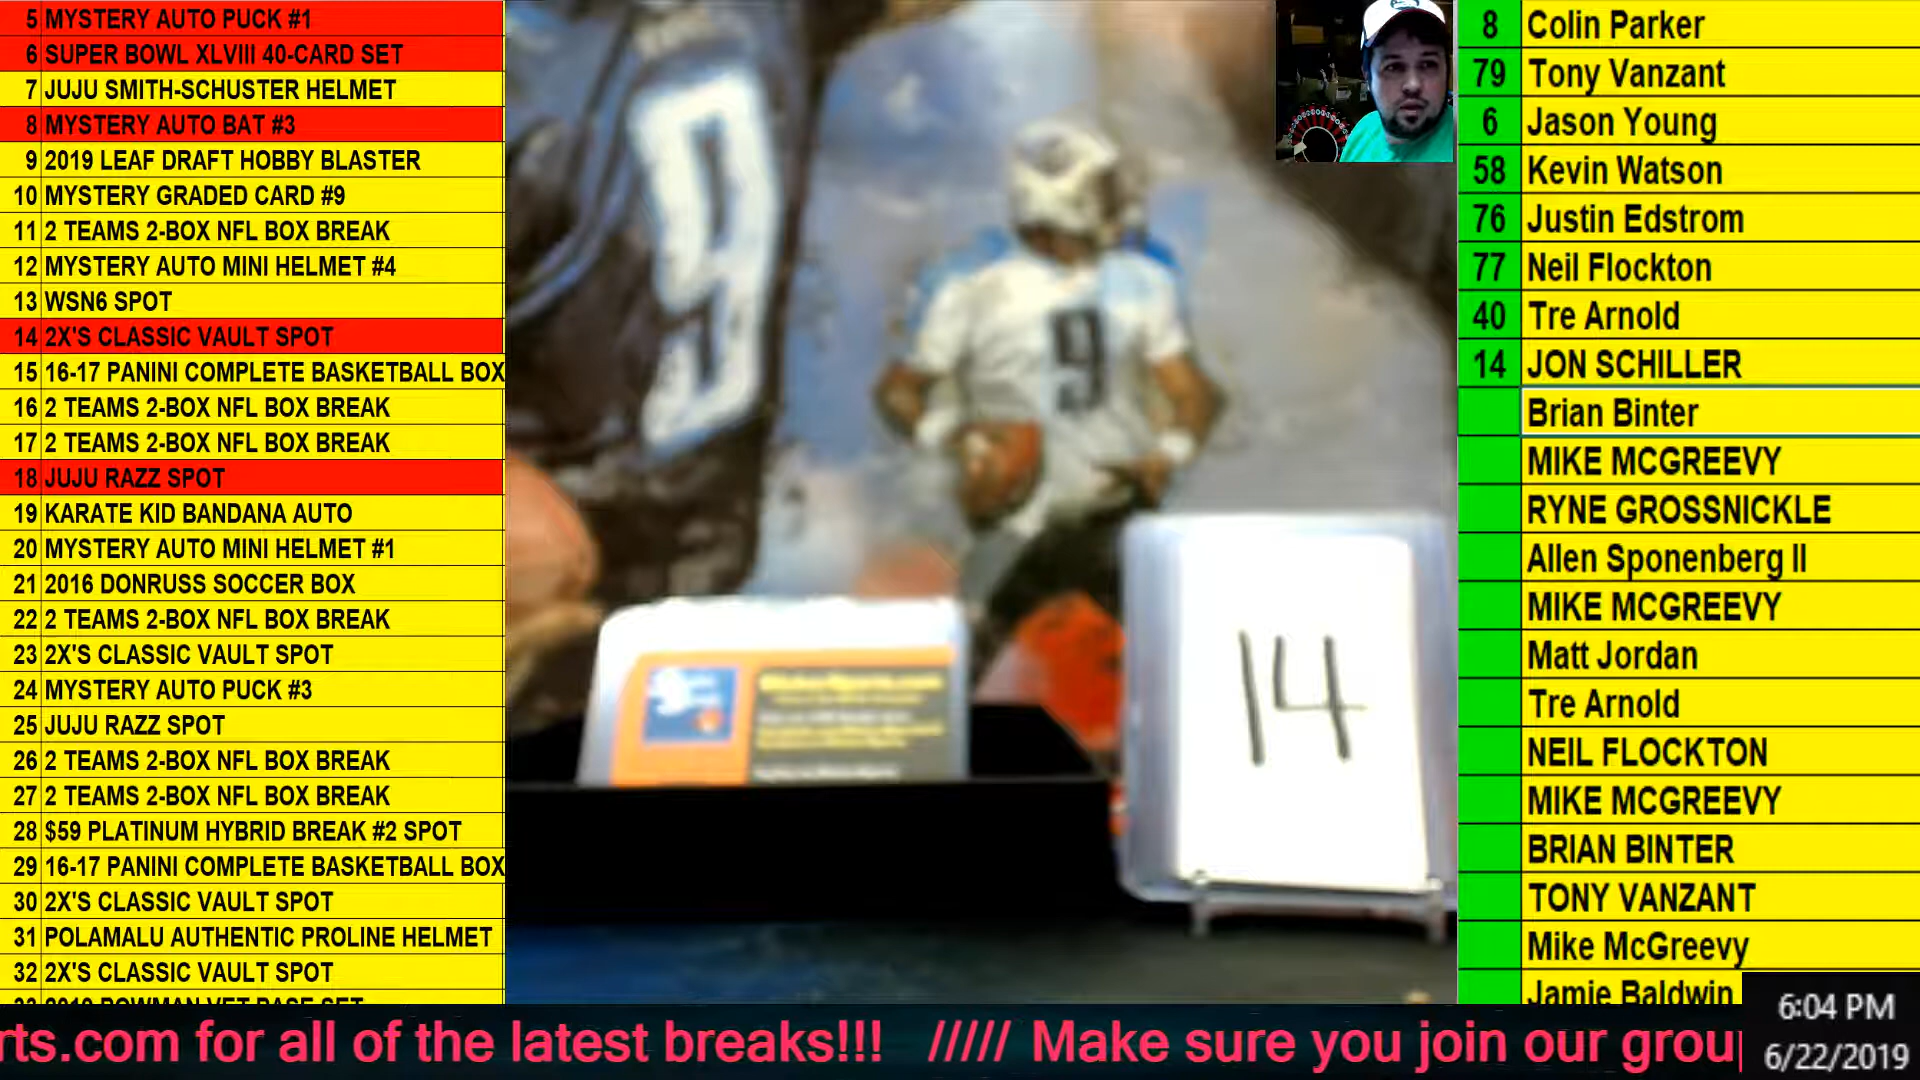 5 MYSTERY AUTO PUCK #1
6 SUPER BOWL XLVIII 40-CARD SET
7 JUJU SMITH-SCHUSTER HELMET
8 MYSTERY AUTO BAT #3
9 2019 LEAF DRAFT HOBBY BLASTER
10 MYSTERY GRADED CARD #9
11 2 TEAMS 2-BOX NFL BOX BREAK
12 MYSTERY AUTO MINI HELMET #4
13 WSN6 SPOT
14 2X'S CLASSIC VAULT SPOT
15 16-17 PANINI COMPLETE BASKETBALL BOX
16 2 TEAMS 2-BOX NFL BOX BREAK
17 2 TEAMS 2-BOX NFL BOX BREAK
18 JUJU RAZZ SPOT
19 KARATE KID BANDANA AUTO
20 MYSTERY AUTO MINI HELMET #1
21 2016 DONRUSS SOCCER BOX
22 2 TEAMS 2-BOX NFL BOX BREAK
23 2X'S CLASSIC VAULT SPOT
24 MYSTERY AUTO PUCK #3
25 JUJU RAZZ SPOT
26 2 TEAMS 2-BOX NFL BOX BREAK
27 2 TEAMS 2-BOX NFL BOX BREAK
28 $59 PLATINUM HYBRID BREAK #2 SPOT
29 16-17 PANINI COMPLETE BASKETBALL BOX
30 2X'S CLASSIC VAULT SPOT
31 POLAMALU AUTHENTIC PROLINE HELMET
32 2X'S CLASSIC VAULT SPOT
33 2019 BOWMAN VET BASE SET
9
9
14
8 Colin Parker
79 Tony Vanzant
6 Jason Young
58 Kevin Watson
76 Justin Edstrom
77 Neil Flockton
40 Tre Arnold
14 JON SCHILLER
Brian Binter
MIKE MCGREEVY
RYNE GROSSNICKLE
Allen Sponenberg II
MIKE MCGREEVY
Matt Jordan
Tre Arnold
NEIL FLOCKTON
MIKE MCGREEVY
BRIAN BINTER
TONY VANZANT
Mike McGreevy
Jamie Baldwin
rts.com for all of the latest breaks!!! ///// Make sure you join our grou
6:04 PM
6/22/2019